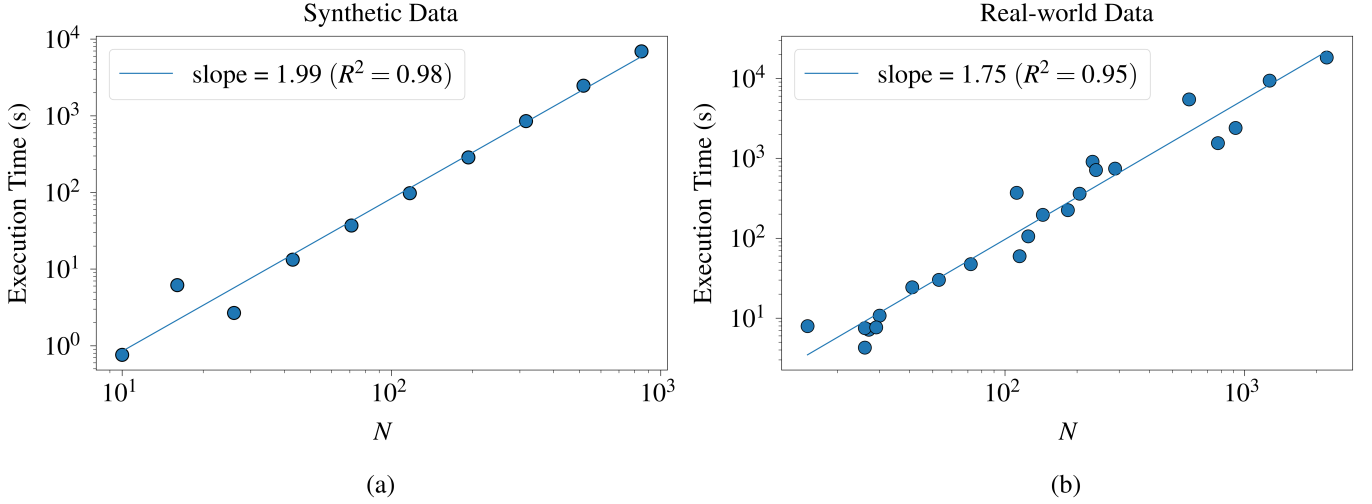 Synthetic Data
slope = 1.99 (R² = 0.98)
Execution Time (s)
10⁴
10³
10²
10¹
10⁰
10¹
10²
10³
N
(a)
Real-world Data
slope = 1.75 (R² = 0.95)
Execution Time (s)
10⁴
10³
10²
10¹
10²
10³
N
(b)